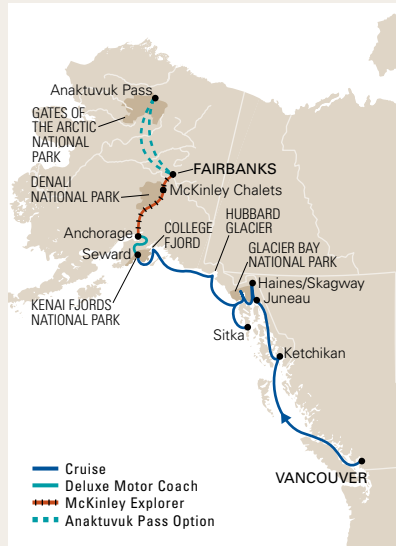 Anaktuvuk Pass
GATES OF
THE ARCTIC
NATIONAL
PARK
FAIRBANKS
DENALI
NATIONAL PARK
McKinley Chalets
HUBBARD
GLACIER
COLLEGE
FJORD
Anchorage
GLACIER BAY
NATIONAL PARK
Seward
Haines/Skagway
Juneau
KENAI FJORDS
NATIONAL PARK
Sitka
Ketchikan
VANCOUVER
Cruise
Deluxe Motor Coach
McKinley Explorer
Anaktuvuk Pass Option